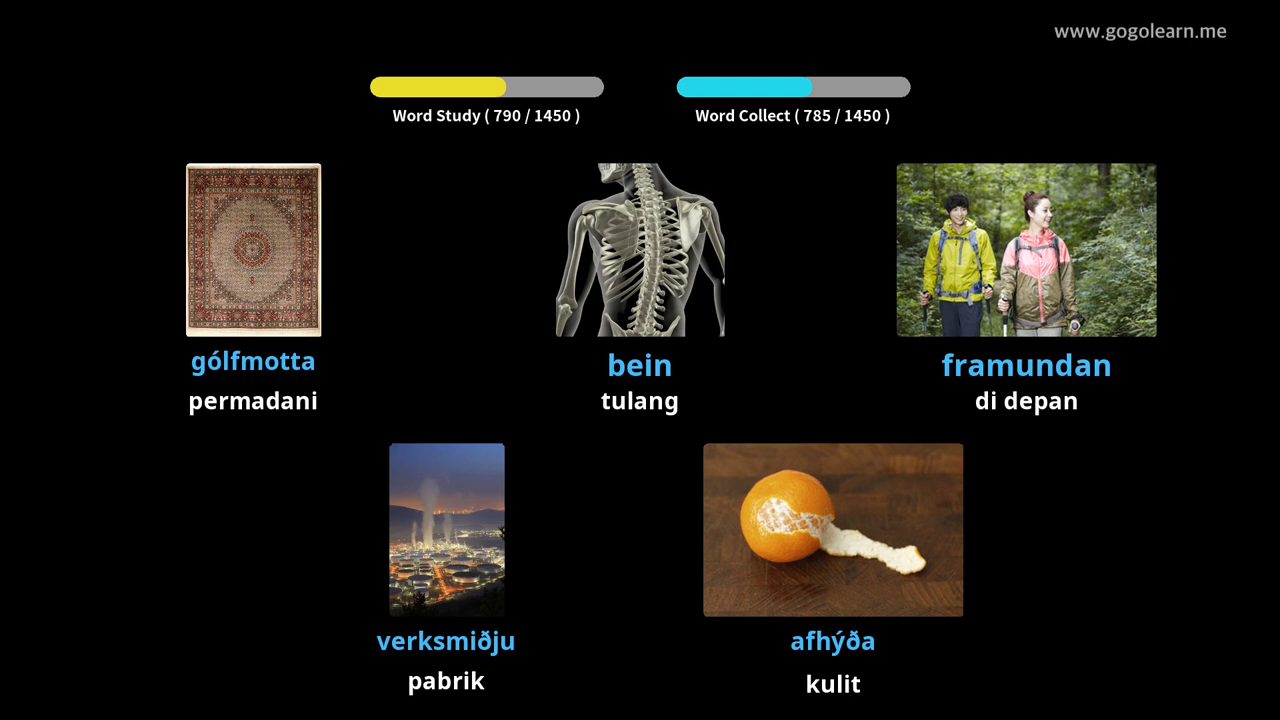 www.gogolearn.me
Word Study ( 790 / 1450 )
Word Collect ( 785 / 1450 )
gólfmotta
permadani
bein
tulang
framundan
di depan
verksmiðju
pabrik
afhýða
kulit